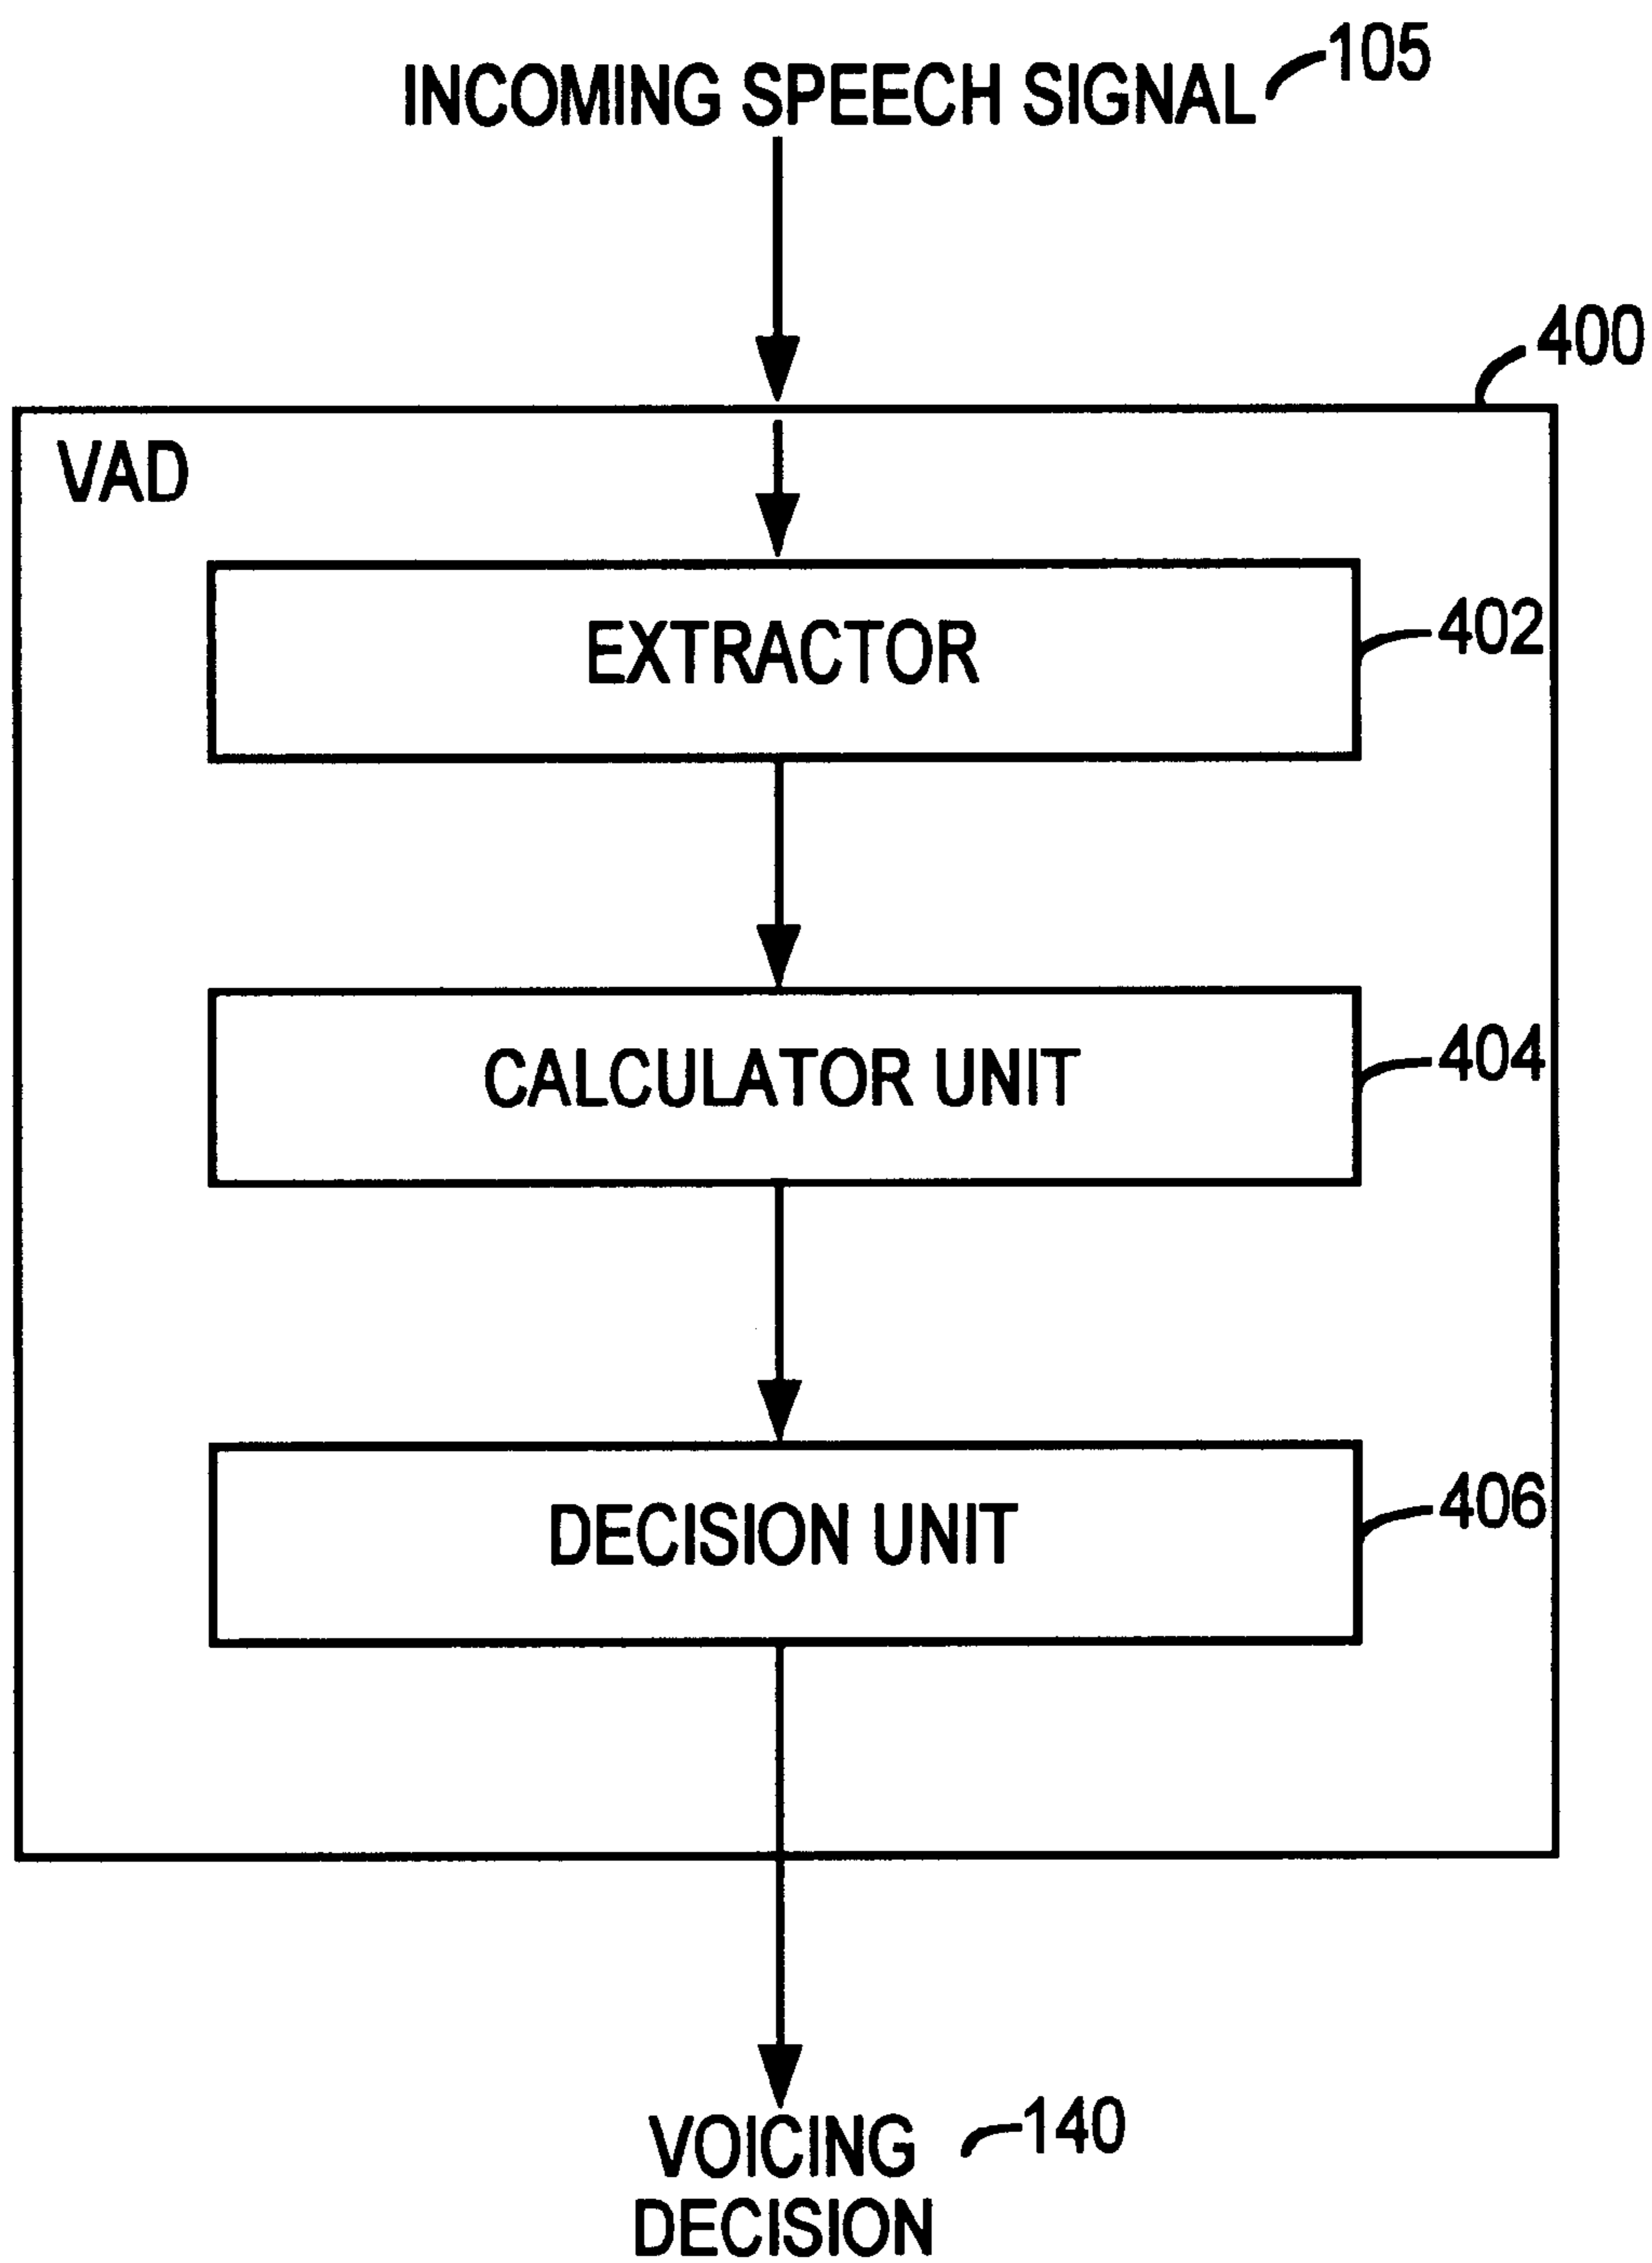 INCOMING SPEECH SIGNAL 105
400
VAD
EXTRACTOR 402
CALCULATOR UNIT 404
DECISION UNIT 406
VOICING 140
DECISION